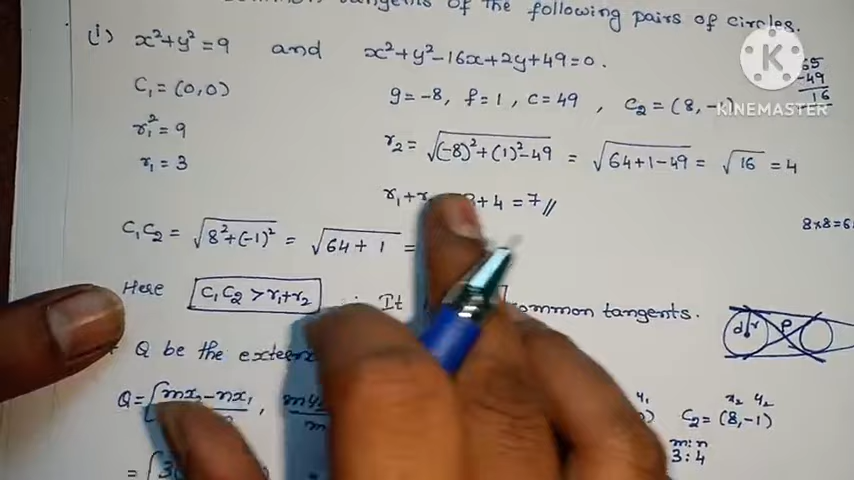 common tangents of the following pairs of circles.
(i) x²+y²=9 and x²+y²-16x+2y+49=0.
65
-49
16
C₁=(0,0)
g=-8, f=1, c=49, C₂=(8,-1)
K
KINEMASTER
r₁²=9
r₂=√(-8)²+(1)²-49 = √64+1-49 = √16 = 4
r₁=3
r₁+ +4=7//
8×8=6
C₁C₂=√8²+(-1)² = √64+1 =
Here C₁C₂>r₁+r₂ It common tangents.
d r P
Q be the
Q=[mx₂-nx₁,
x₂ y₂
C₂=(8,-1)
m:n
3:4
=